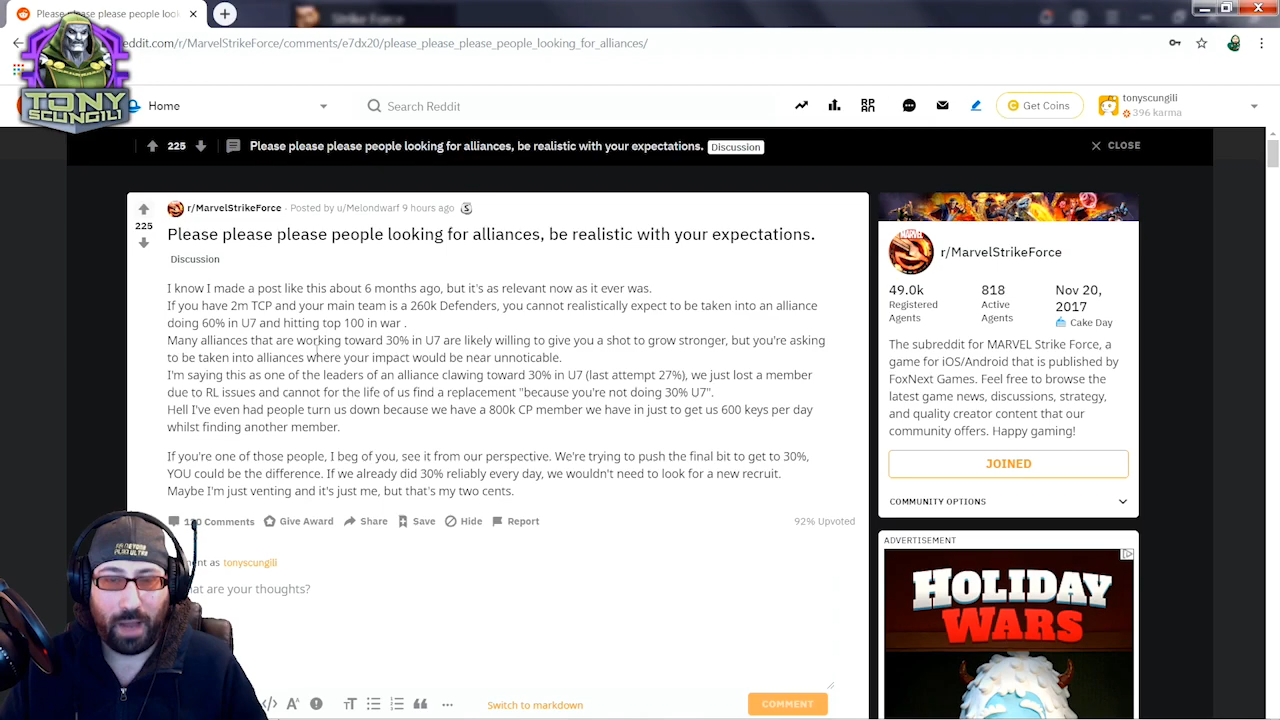 Please please please people look
Strike Force
eddit.com/r/MarvelStrikeForce/comments/e7dx20/please_please_please_people_looking_for_alliances/
TONY
SCUNGILI
Home
Search Reddit
Get Coins
tonyscungili
396 karma
225
Please please please people looking for alliances, be realistic with your expectations.
Discussion
CLOSE
r/MarvelStrikeForce · Posted by u/Melondwarf 9 hours ago
225
Please please please people looking for alliances, be realistic with your expectations.
Discussion
I know I made a post like this about 6 months ago, but it's as relevant now as it ever was.
If you have 2m TCP and your main team is a 260k Defenders, you cannot realistically expect to be taken into an alliance
doing 60% in U7 and hitting top 100 in war .
Many alliances that are working toward 30% in U7 are likely willing to give you a shot to grow stronger, but you're asking
to be taken into alliances where your impact would be near unnoticable.
I'm saying this as one of the leaders of an alliance clawing toward 30% in U7 (last attempt 27%), we just lost a member
due to RL issues and cannot for the life of us find a replacement "because you're not doing 30% U7".
Hell I've even had people turn us down because we have a 800k CP member we have in just to get us 600 keys per day
whilst finding another member.
If you're one of those people, I beg of you, see it from our perspective. We're trying to push the final bit to get to 30%,
YOU could be the difference. If we already did 30% reliably every day, we wouldn't need to look for a new recruit.
Maybe I'm just venting and it's just me, but that's my two cents.
Comments
Give Award
Share
Save
Hide
Report
92% Upvoted
ment as tonyscungili
at are your thoughts?
Switch to markdown
COMMENT
r/MarvelStrikeForce
49.0k
Registered
Agents
818
Active
Agents
Nov 20,
2017
Cake Day
The subreddit for MARVEL Strike Force, a
game for iOS/Android that is published by
FoxNext Games. Feel free to browse the
latest game news, discussions, strategy,
and quality creator content that our
community offers. Happy gaming!
JOINED
COMMUNITY OPTIONS
ADVERTISEMENT
HOLIDAY
WARS